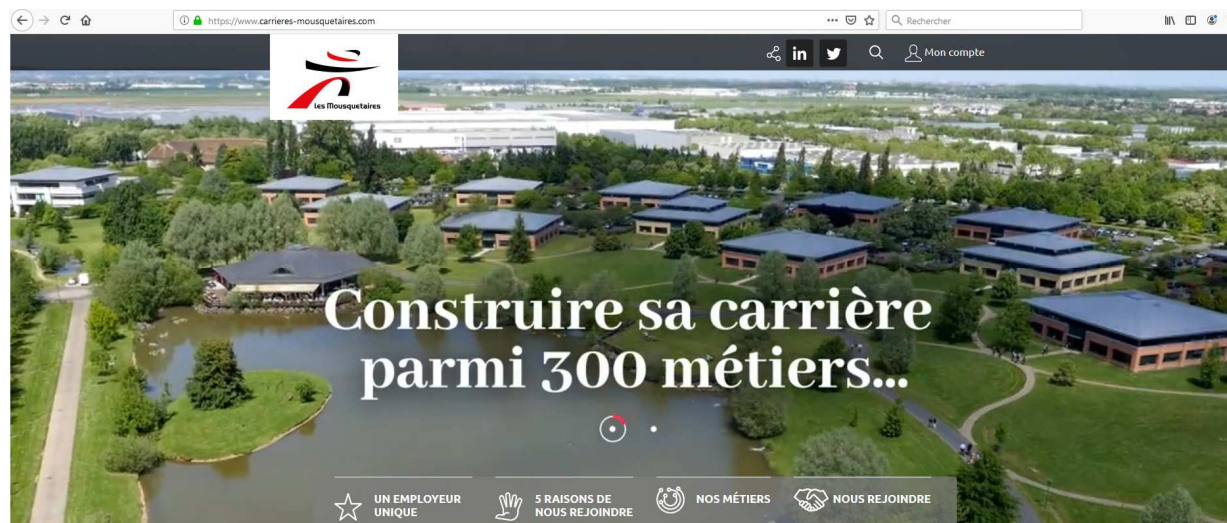 https://www.carrieres-mousquetaires.com
Rechercher
les Mousquetaires
in
Mon compte
Construire sa carrière
parmi 300 métiers...
UN EMPLOYEUR
UNIQUE
5 RAISONS DE
NOUS REJOINDRE
NOS MÉTIERS
NOUS REJOINDRE